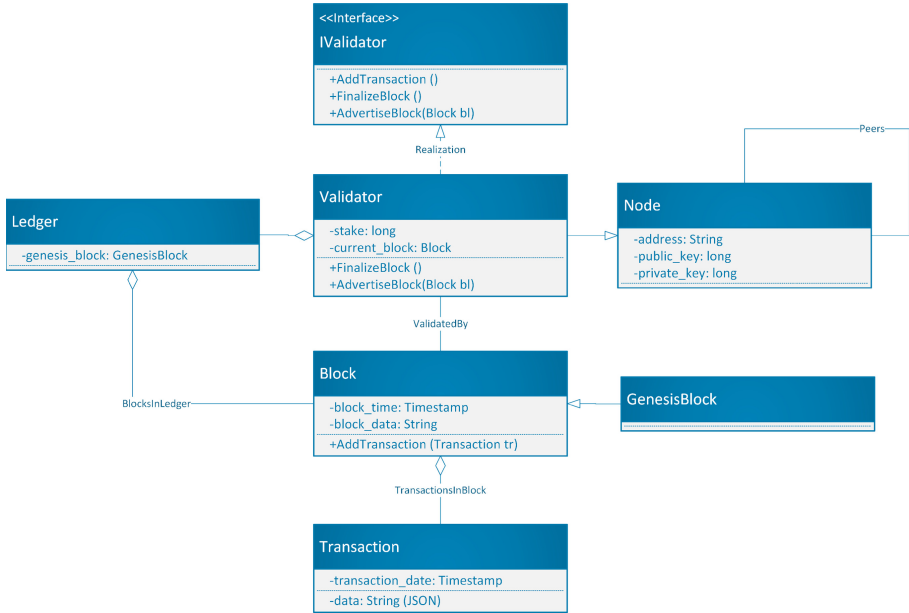 <<Interface>>
IValidator
+AddTransaction ()
+FinalizeBlock ()
+AdvertiseBlock(Block bl)
Peers
Realization
Validator
-stake: long
-current_block: Block
+FinalizeBlock ()
+AdvertiseBlock(Block bl)
Node
-address: String
-public_key: long
-private_key: long
Ledger
-genesis_block: GenesisBlock
ValidatedBy
Block
-block_time: Timestamp
-block_data: String
+AddTransaction (Transaction tr)
GenesisBlock
BlocksInLedger
TransactionsInBlock
Transaction
-transaction_date: Timestamp
-data: String (JSON)